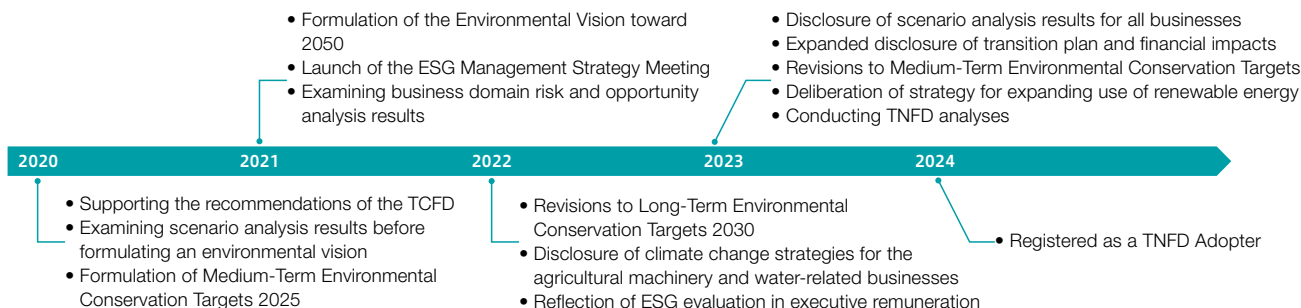 • Formulation of the Environmental Vision toward
2050
• Launch of the ESG Management Strategy Meeting
• Examining business domain risk and opportunity
analysis results
• Disclosure of scenario analysis results for all businesses
• Expanded disclosure of transition plan and financial impacts
• Revisions to Medium-Term Environmental Conservation Targets
• Deliberation of strategy for expanding use of renewable energy
• Conducting TNFD analyses
2020 2021 2022 2023 2024
• Supporting the recommendations of the TCFD
• Examining scenario analysis results before
formulating an environmental vision
• Formulation of Medium-Term Environmental
Conservation Targets 2025
• Revisions to Long-Term Environmental
Conservation Targets 2030
• Disclosure of climate change strategies for the
agricultural machinery and water-related businesses
• Reflection of ESG evaluation in executive remuneration
• Registered as a TNFD Adopter